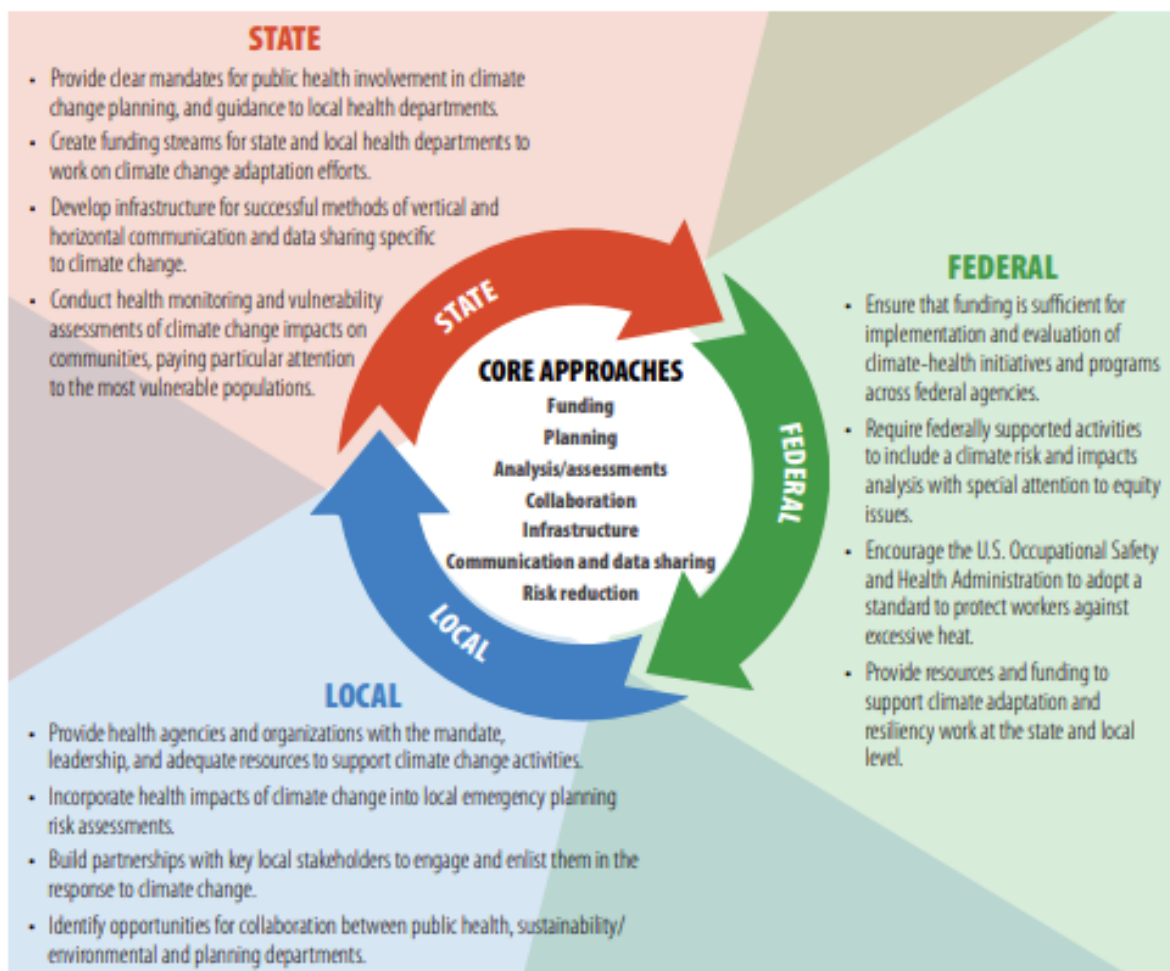 STATE
• Provide clear mandates for public health involvement in climate
change planning, and guidance to local health departments.
• Create funding streams for state and local health departments to
work on climate change adaptation efforts.
• Develop infrastructure for successful methods of vertical and
horizontal communication and data sharing specific
to climate change.
• Conduct health monitoring and vulnerability
assessments of climate change impacts on
communities, paying particular attention
to the most vulnerable populations.
STATE
FEDERAL
LOCAL
CORE APPROACHES
Funding
Planning
Analysis/assessments
Collaboration
Infrastructure
Communication and data sharing
Risk reduction
FEDERAL
• Ensure that funding is sufficient for
implementation and evaluation of
climate-health initiatives and programs
across federal agencies.
• Require federally supported activities
to include a climate risk and impacts
analysis with special attention to equity
issues.
• Encourage the U.S. Occupational Safety
and Health Administration to adopt a
standard to protect workers against
excessive heat.
• Provide resources and funding to
support climate adaptation and
resiliency work at the state and local
level.
LOCAL
• Provide health agencies and organizations with the mandate,
leadership, and adequate resources to support climate change activities.
• Incorporate health impacts of climate change into local emergency planning
risk assessments.
• Build partnerships with key local stakeholders to engage and enlist them in the
response to climate change.
• Identify opportunities for collaboration between public health, sustainability/
environmental and planning departments.